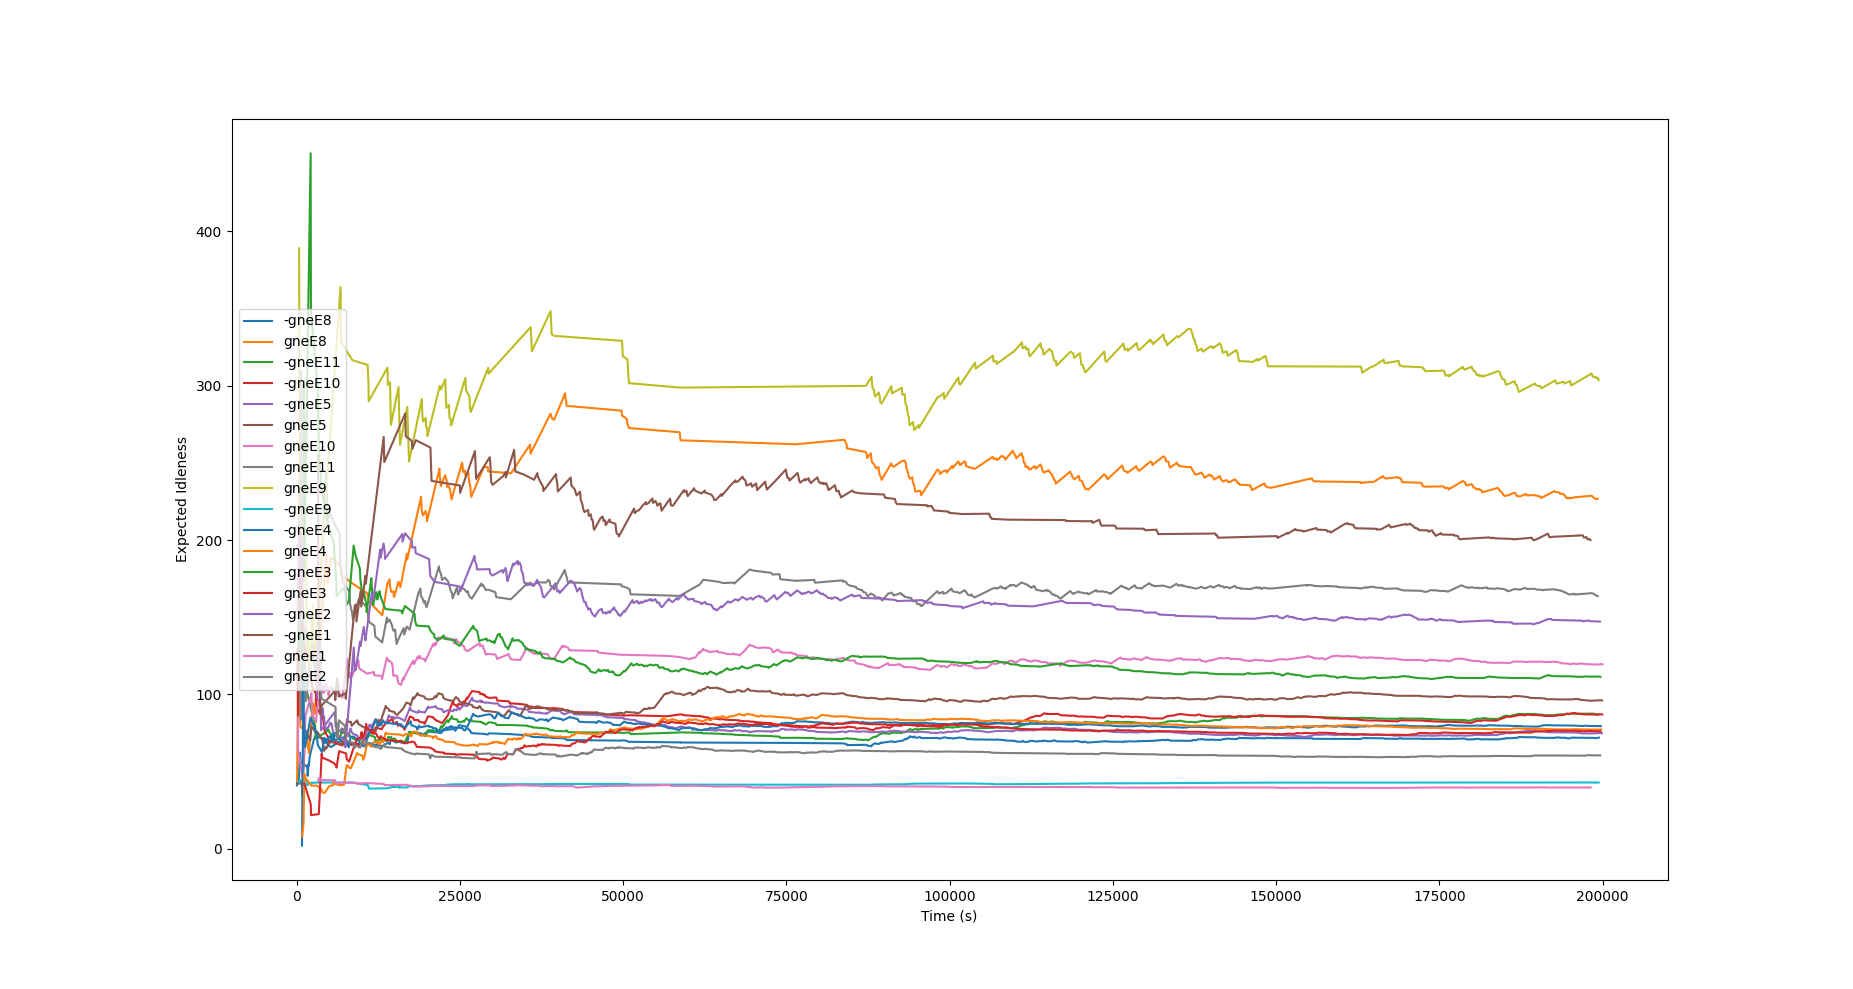 400
300
200
100
0
Expected Idleness
-gneE8
gneE8
-gneE11
-gneE10
-gneE5
gneE5
gneE10
gneE11
gneE9
-gneE9
-gneE4
gneE4
-gneE3
gneE3
-gneE2
-gneE1
gneE1
gneE2
0 25000 50000 75000 100000 125000 150000 175000 200000
Time (s)